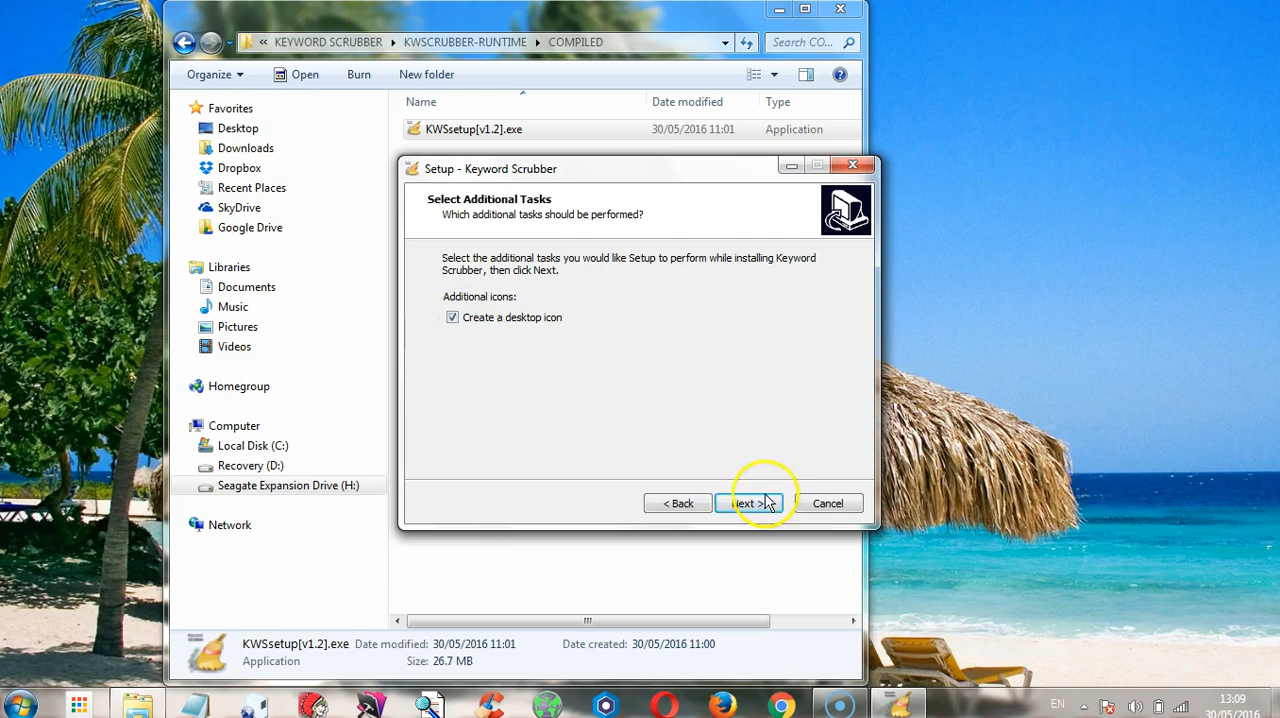 « KEYWORD SCRUBBER KWSCRUBBER-RUNTIME COMPILED
Search CO...
Organize Open Burn New folder
Name Date modified Type
KWSsetup[v1.2].exe 30/05/2016 11:01 Application
Favorites
Desktop
Downloads
Dropbox
Recent Places
SkyDrive
Google Drive
Libraries
Documents
Music
Pictures
Videos
Homegroup
Computer
Local Disk (C:)
Recovery (D:)
Seagate Expansion Drive (H:)
Network
Setup - Keyword Scrubber
Select Additional Tasks
Which additional tasks should be performed?
Select the additional tasks you would like Setup to perform while installing Keyword
Scrubber, then click Next.
Additional icons:
Create a desktop icon
< Back Next > Cancel
KWSsetup[v1.2].exe Date modified: 30/05/2016 11:01 Date created: 30/05/2016 11:00
Application Size: 26.7 MB
EN
13:09
30/05/2016